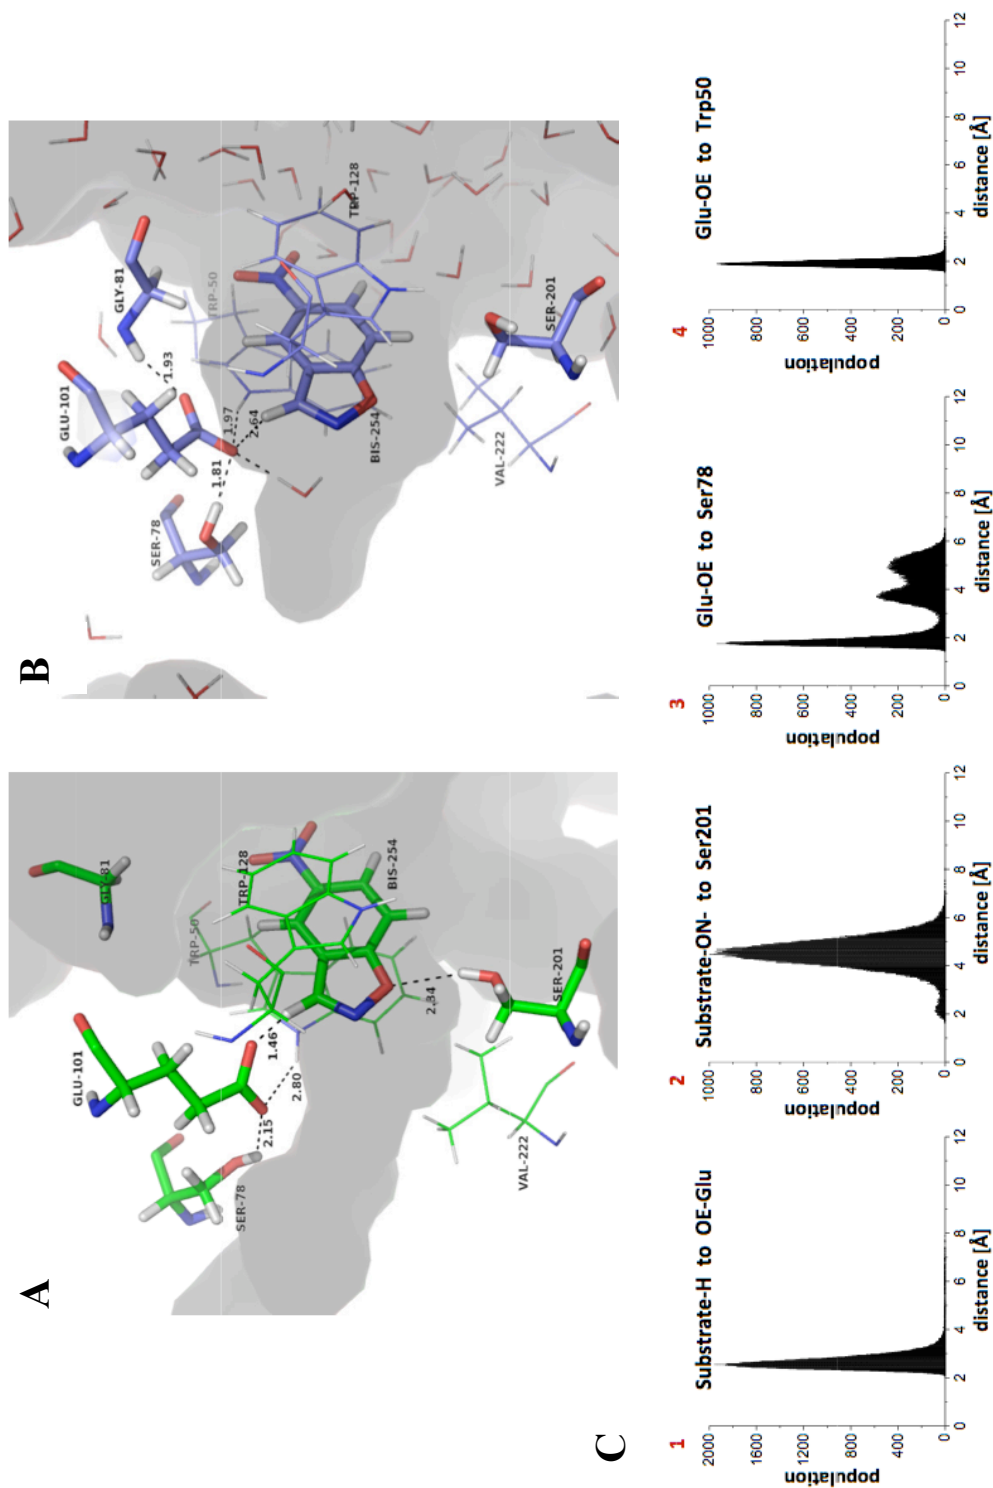 A
GLU-101
GLY-81
SER-78
TRP-50
TRP-128
1.46
2.80
2.15
BIS-254
2.34
SER-201
VAL-222
B
GLU-101
GLY-81
SER-78
1.93
RP-50
1.97
1.81
2.64
TRP-128
BIS-254
SER-201
VAL-222
C
1
Substrate-H to OE-Glu
population
2000
1600
1200
800
400
0
0 2 4 6 8 10 12
distance [Å]
2
Substrate-ON- to Ser201
population
1000
800
600
400
200
0
0 2 4 6 8 10 12
distance [Å]
3
Glu-OE to Ser78
population
1000
800
600
400
200
0
0 2 4 6 8 10 12
distance [Å]
4
Glu-OE to Trp50
population
1000
800
600
400
200
0
0 2 4 6 8 10 12
distance [Å]